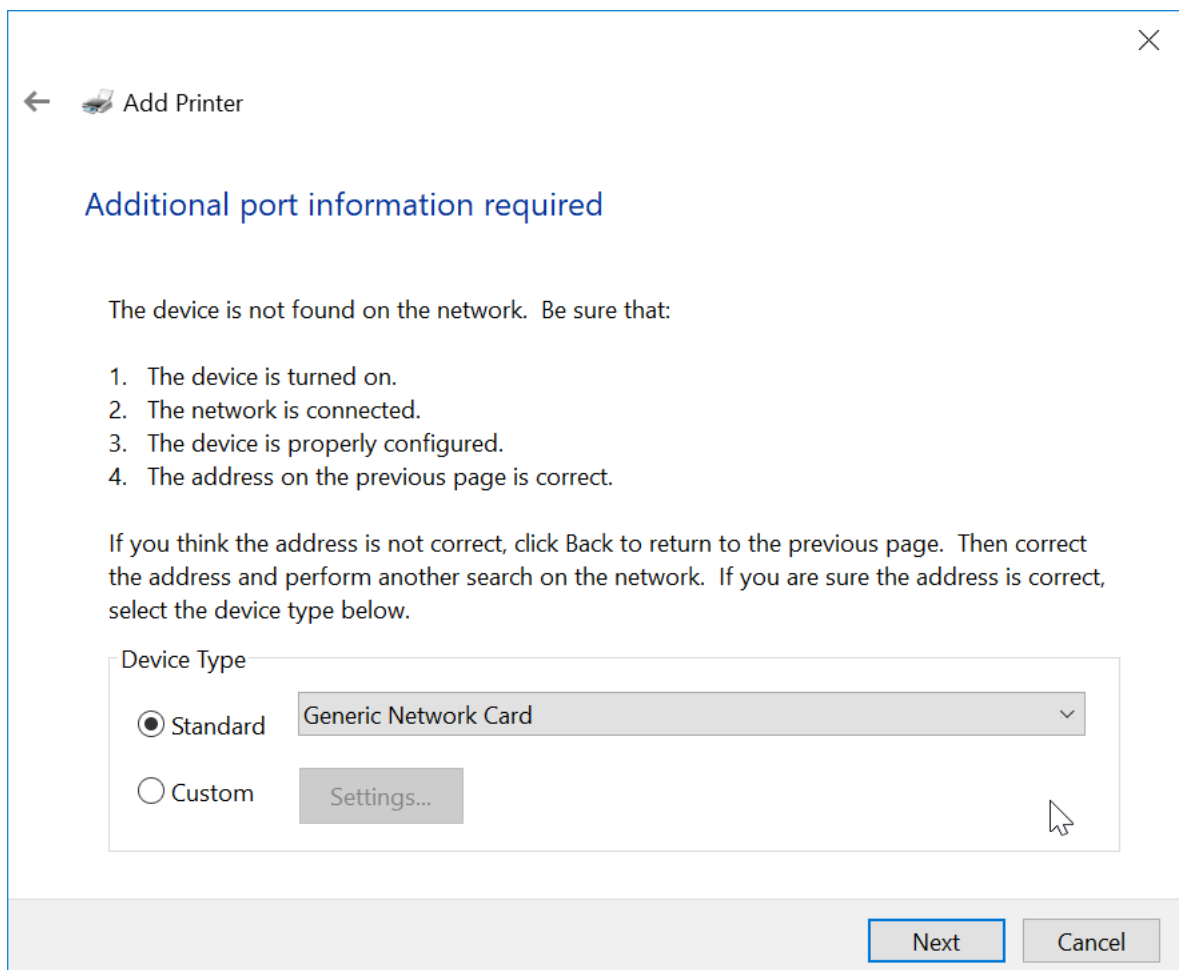 Add Printer
Additional port information required
The device is not found on the network.  Be sure that:
1.   The device is turned on.
2.   The network is connected.
3.   The device is properly configured.
4.   The address on the previous page is correct.
If you think the address is not correct, click Back to return to the previous page.  Then correct
the address and perform another search on the network.  If you are sure the address is correct,
select the device type below.
Device Type
Standard
Generic Network Card
Custom
Settings...
Next
Cancel